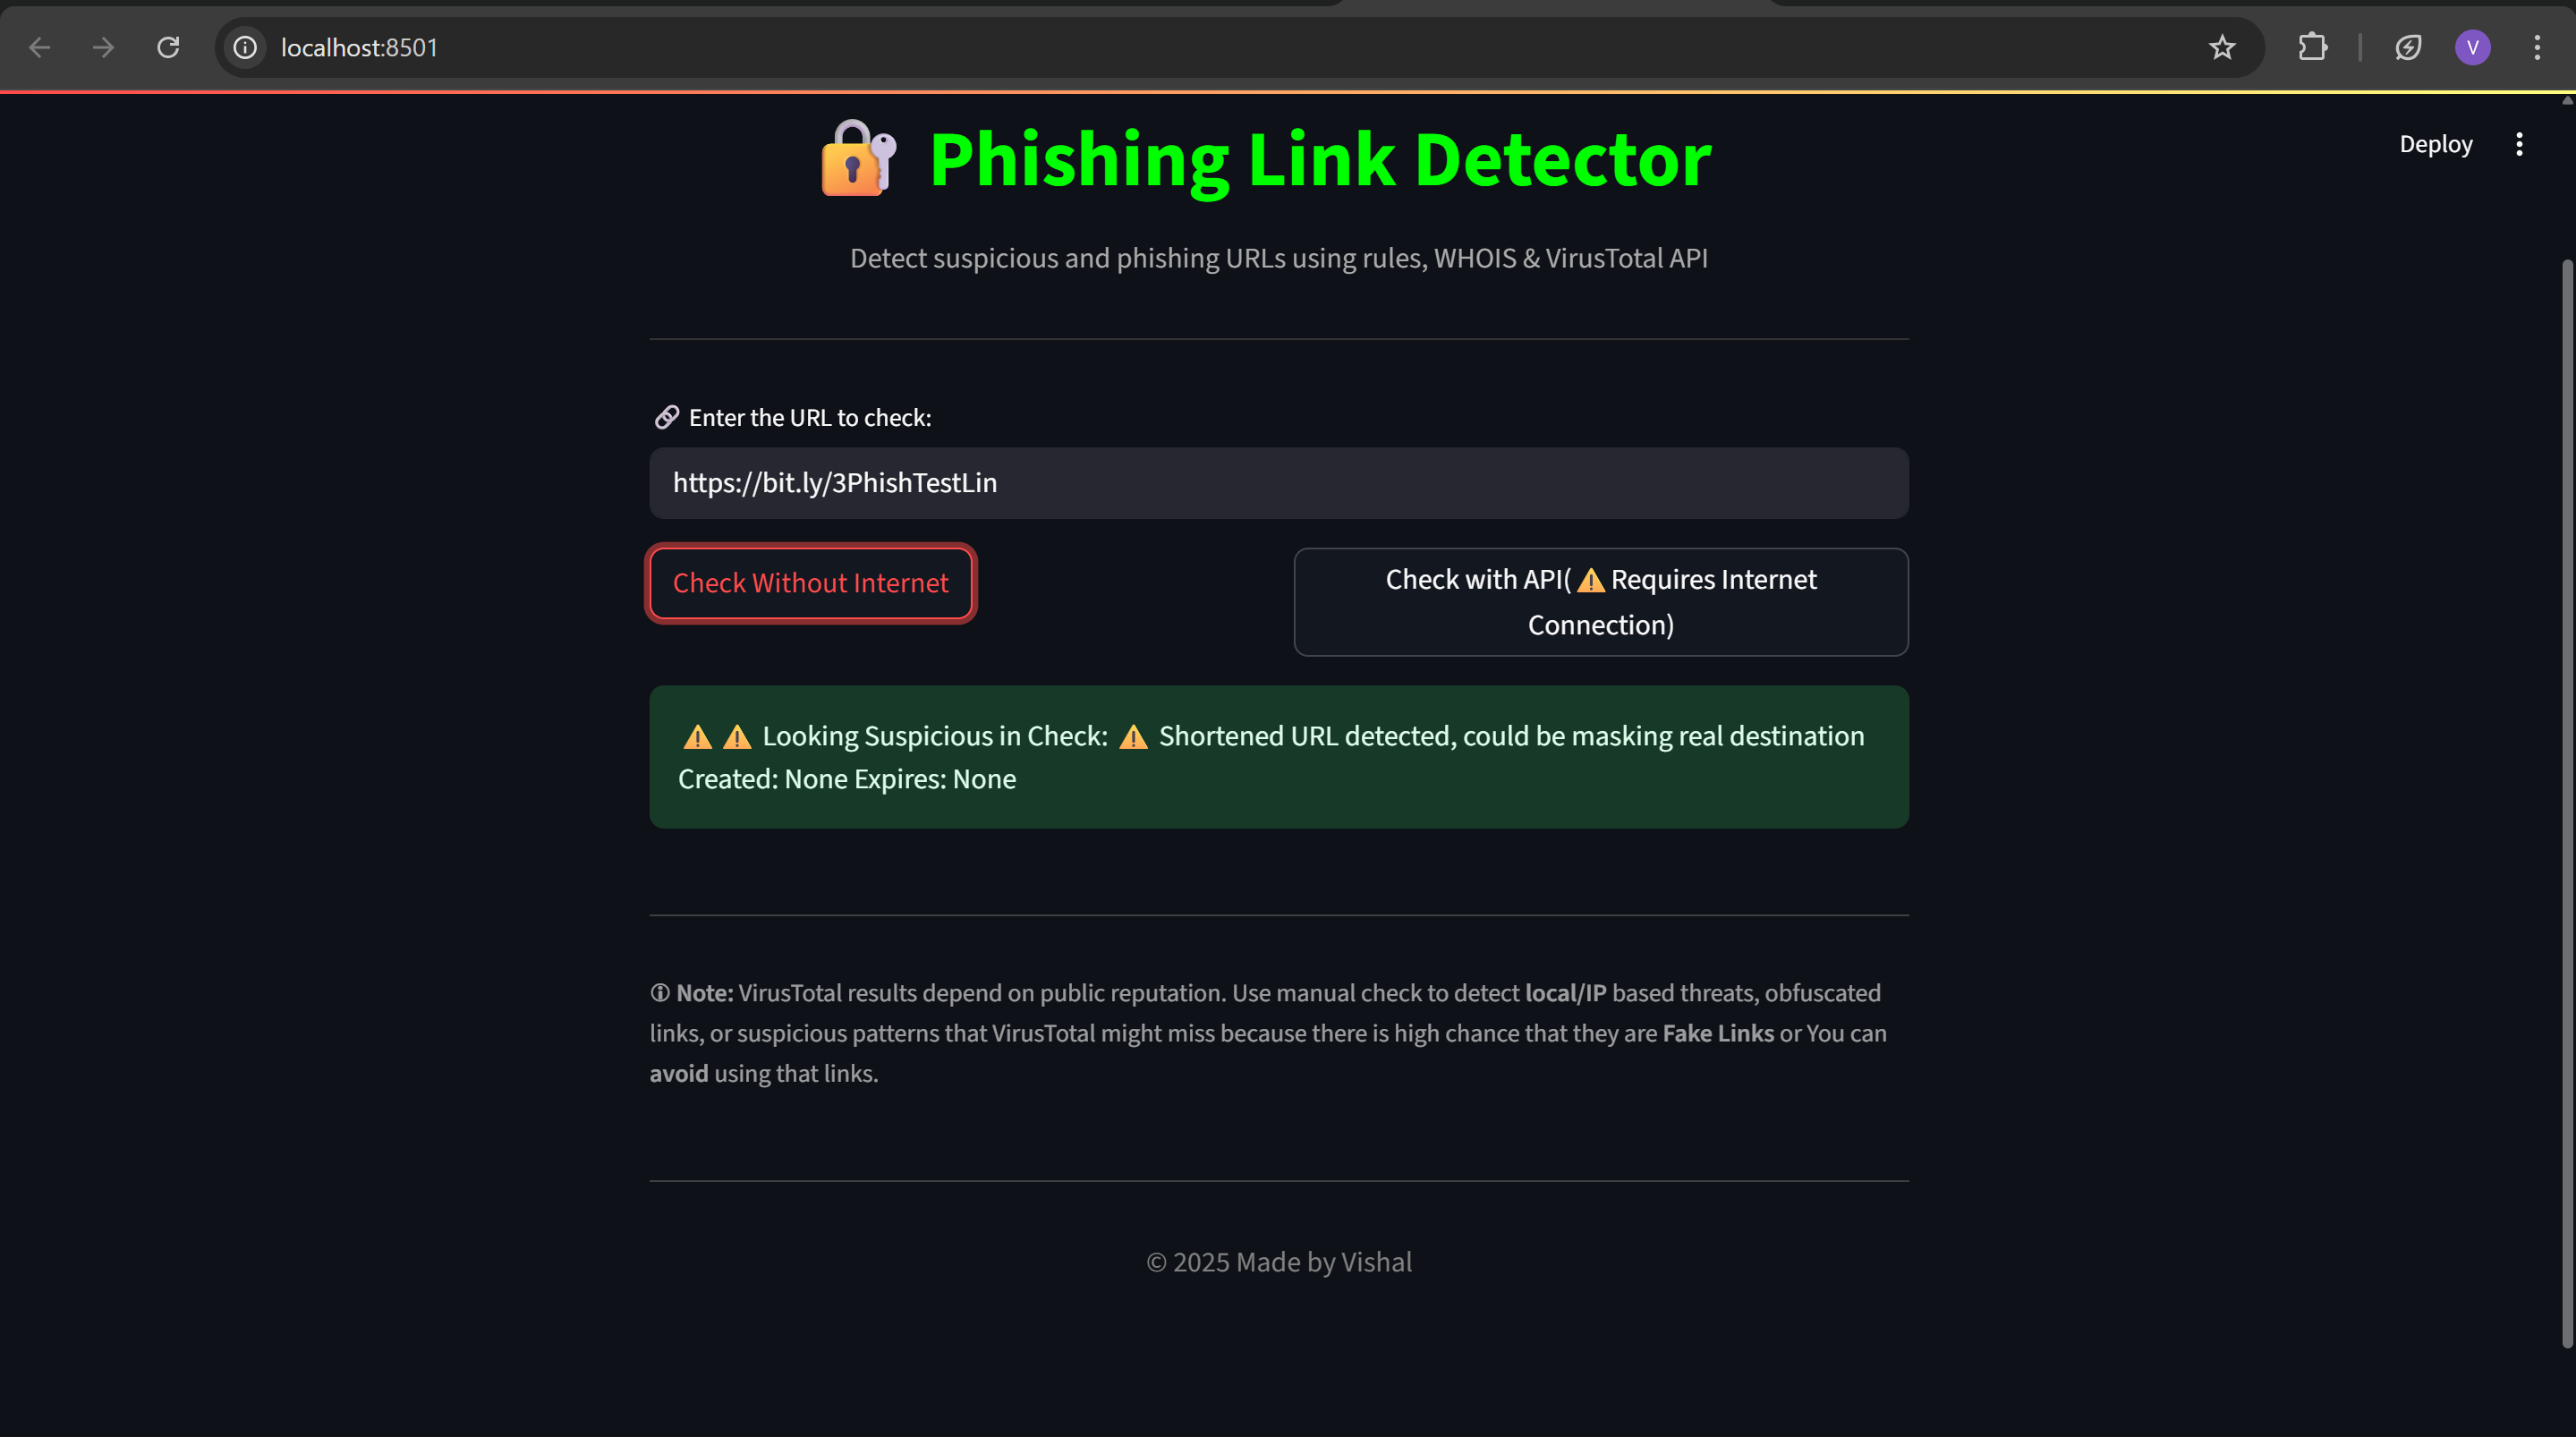 localhost:8501
V
Deploy
🔐 Phishing Link Detector
Detect suspicious and phishing URLs using rules, WHOIS & VirusTotal API
🔗 Enter the URL to check:
https://bit.ly/3PhishTestLin
Check Without Internet
Check with API(⚠️ Requires Internet
Connection)
⚠️ ⚠️ Looking Suspicious in Check: ⚠️ Shortened URL detected, could be masking real destination
Created: None Expires: None
🛈 Note: VirusTotal results depend on public reputation. Use manual check to detect local/IP based threats, obfuscated
links, or suspicious patterns that VirusTotal might miss because there is high chance that they are Fake Links or You can
avoid using that links.
© 2025 Made by Vishal